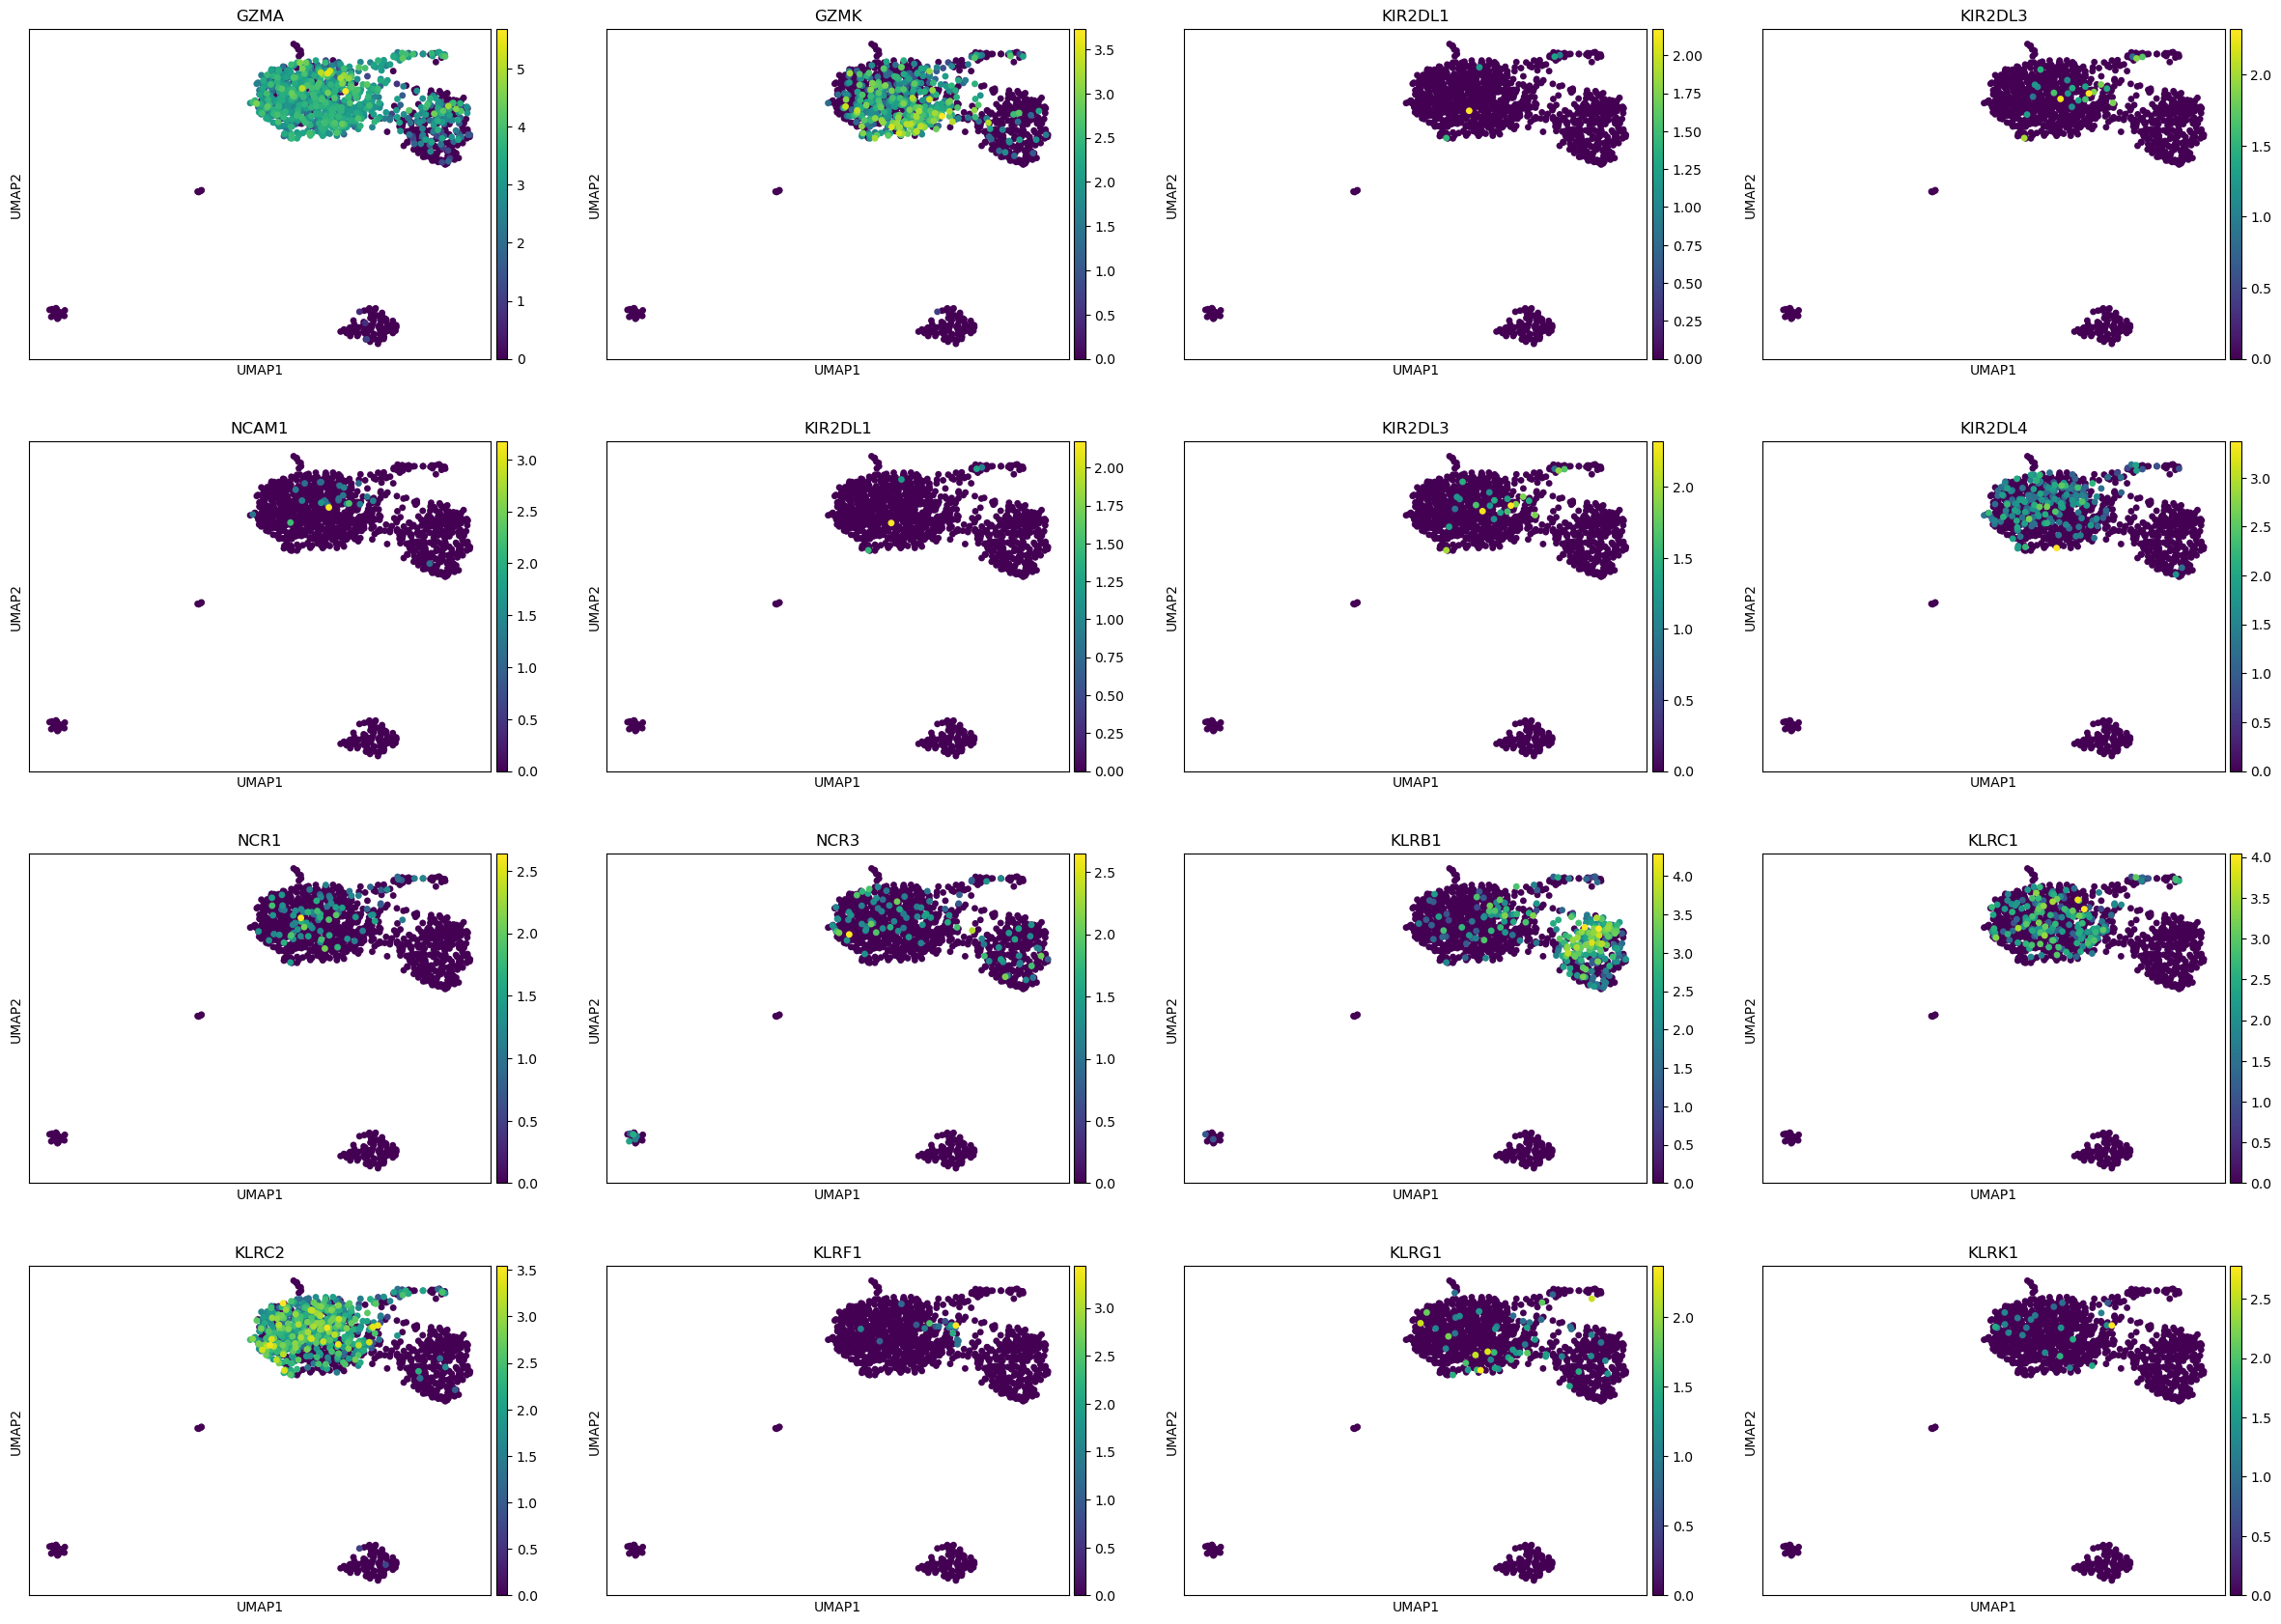 GZMA
GZMK
KIR2DL1
KIR2DL3
UMAP2
5
4
3
2
1
0
UMAP1
UMAP2
3.5
3.0
2.5
2.0
1.5
1.0
0.5
0.0
UMAP1
UMAP2
2.00
1.75
1.50
1.25
1.00
0.75
0.50
0.25
0.00
UMAP1
UMAP2
2.0
1.5
1.0
0.5
0.0
UMAP1
NCAM1
KIR2DL1
KIR2DL3
KIR2DL4
UMAP2
3.0
2.5
2.0
1.5
1.0
0.5
0.0
UMAP1
UMAP2
2.00
1.75
1.50
1.25
1.00
0.75
0.50
0.25
0.00
UMAP1
UMAP2
2.0
1.5
1.0
0.5
0.0
UMAP1
UMAP2
3.0
2.5
2.0
1.5
1.0
0.5
0.0
UMAP1
NCR1
NCR3
KLRB1
KLRC1
UMAP2
2.5
2.0
1.5
1.0
0.5
0.0
UMAP1
UMAP2
2.5
2.0
1.5
1.0
0.5
0.0
UMAP1
UMAP2
4.0
3.5
3.0
2.5
2.0
1.5
1.0
0.5
0.0
UMAP1
UMAP2
4.0
3.5
3.0
2.5
2.0
1.5
1.0
0.5
0.0
UMAP1
KLRC2
KLRF1
KLRG1
KLRK1
UMAP2
3.5
3.0
2.5
2.0
1.5
1.0
0.5
0.0
UMAP1
UMAP2
3.0
2.5
2.0
1.5
1.0
0.5
0.0
UMAP1
UMAP2
2.0
1.5
1.0
0.5
0.0
UMAP1
UMAP2
2.5
2.0
1.5
1.0
0.5
0.0
UMAP1